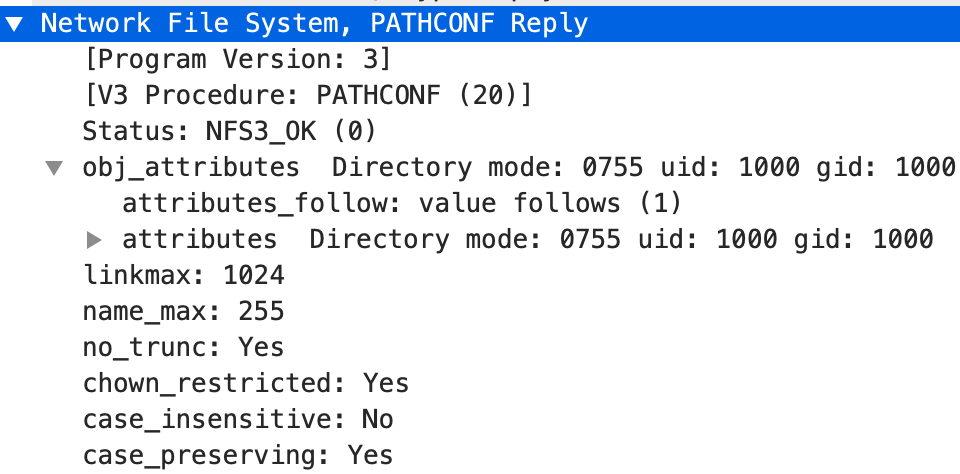 Network File System, PATHCONF Reply
[Program Version: 3]
[V3 Procedure: PATHCONF (20)]
Status: NFS3_OK (0)
obj_attributes  Directory mode: 0755 uid: 1000 gid: 1000
attributes_follow: value follows (1)
attributes  Directory mode: 0755 uid: 1000 gid: 1000
linkmax: 1024
name_max: 255
no_trunc: Yes
chown_restricted: Yes
case_insensitive: No
case_preserving: Yes